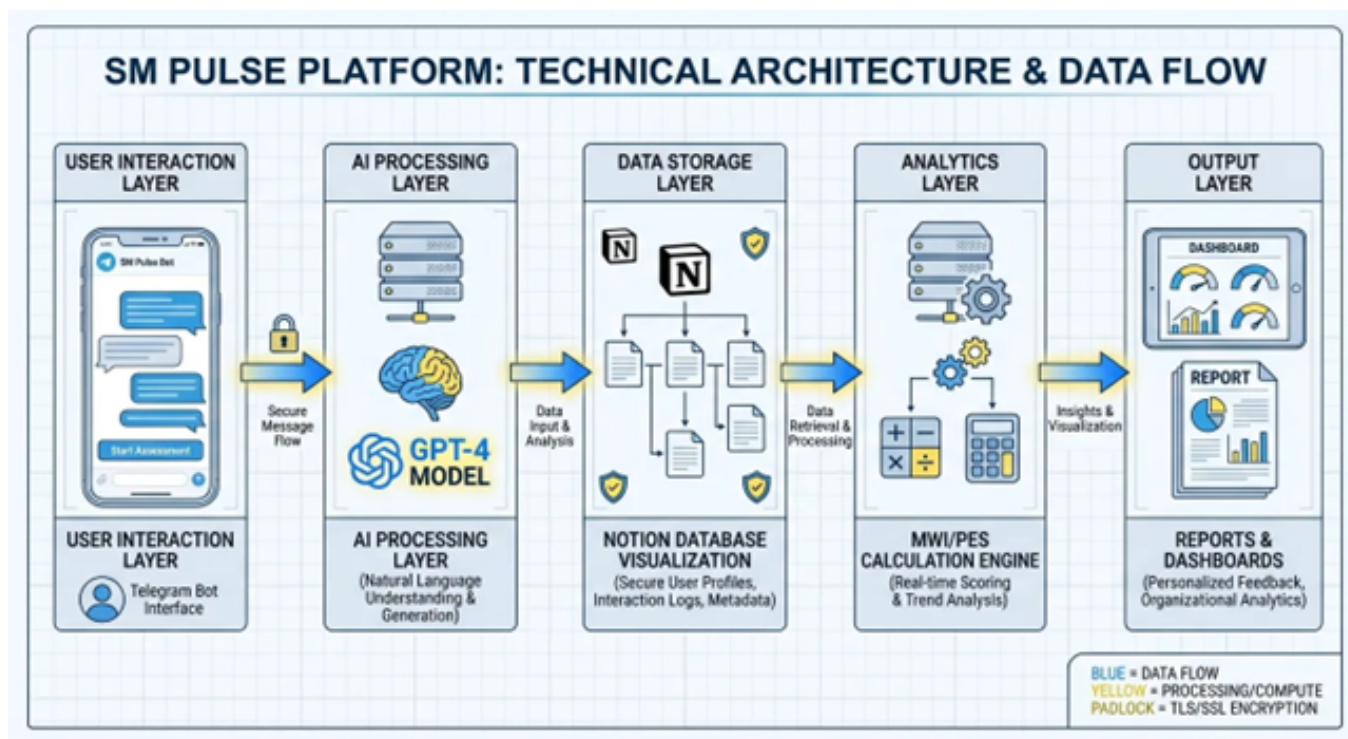 SM PULSE PLATFORM: TECHNICAL ARCHITECTURE & DATA FLOW
USER INTERACTION
LAYER
SM Pulse Bot
Start Assessment
USER INTERACTION
LAYER
Telegram Bot
Interface
Secure
Message
Flow
AI PROCESSING
LAYER
GPT-4
MODEL
AI PROCESSING
LAYER
(Natural Language
Understanding &
Generation)
Data
Input &
Analysis
DATA STORAGE
LAYER
N
N
NOTION DATABASE
VISUALIZATION
(Secure User Profiles,
Interaction Logs, Metadata)
Data
Retrieval &
Processing
ANALYTICS
LAYER
MWI/PES
CALCULATION ENGINE
(Real-time Scoring
& Trend Analysis)
Insights &
Visualization
OUTPUT
LAYER
DASHBOARD
REPORT
REPORTS &
DASHBOARDS
(Personalized Feedback,
Organizational Analytics)
BLUE = DATA FLOW
YELLOW = PROCESSING/COMPUTE
PADLOCK = TLS/SSL ENCRYPTION